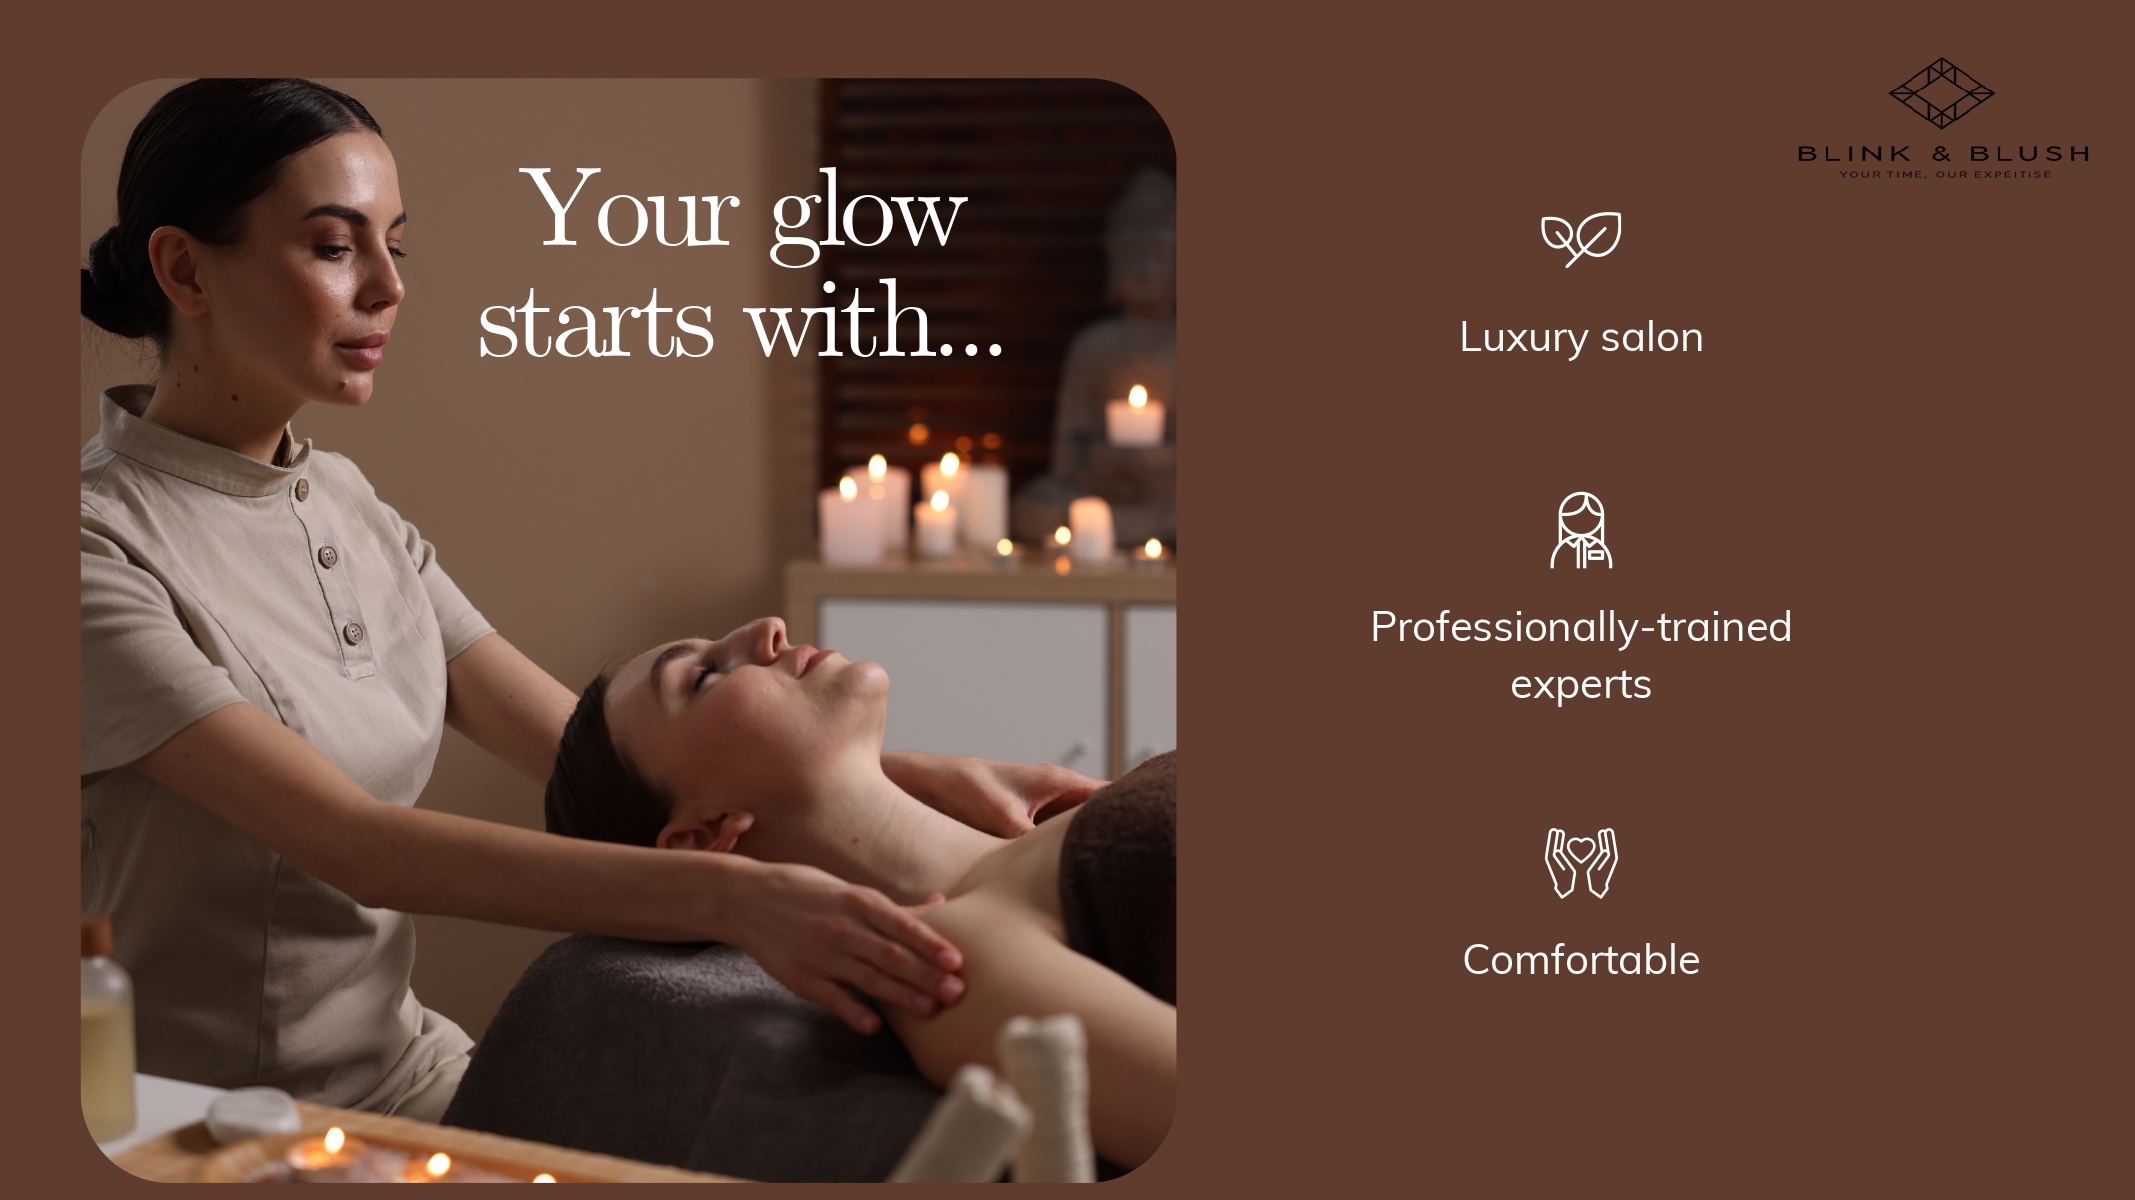 Your glow
starts with...
BLINK & BLUSH
YOUR TIME, OUR EXPEITISE
Luxury salon
Professionally-trained
experts
Comfortable